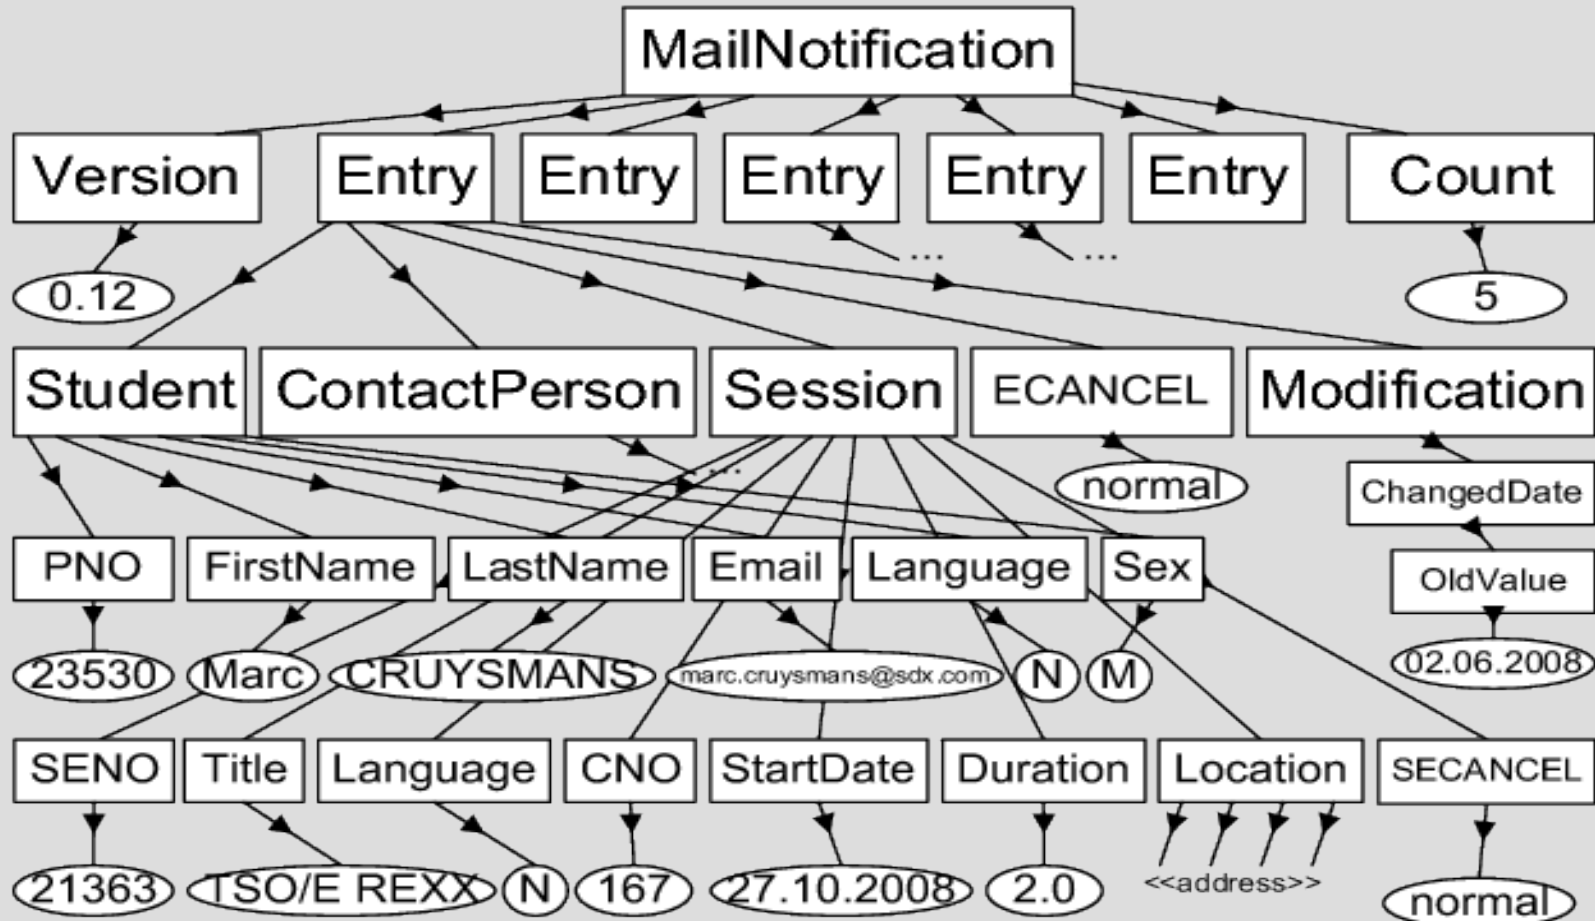 MailNotification
Version Entry Entry Entry Entry Entry Count
... ...
0.12 5
Student ContactPerson Session ECANCEL Modification
...
normal ChangedDate
PNO FirstName LastName Email Language Sex OldValue
23530 Marc CRUYSMANS marc.cruysmans@sdx.com N M 02.06.2008
SENO Title Language CNO StartDate Duration Location SECANCEL
21363 TSO/E REXX N 167 27.10.2008 2.0 <<address>> normal